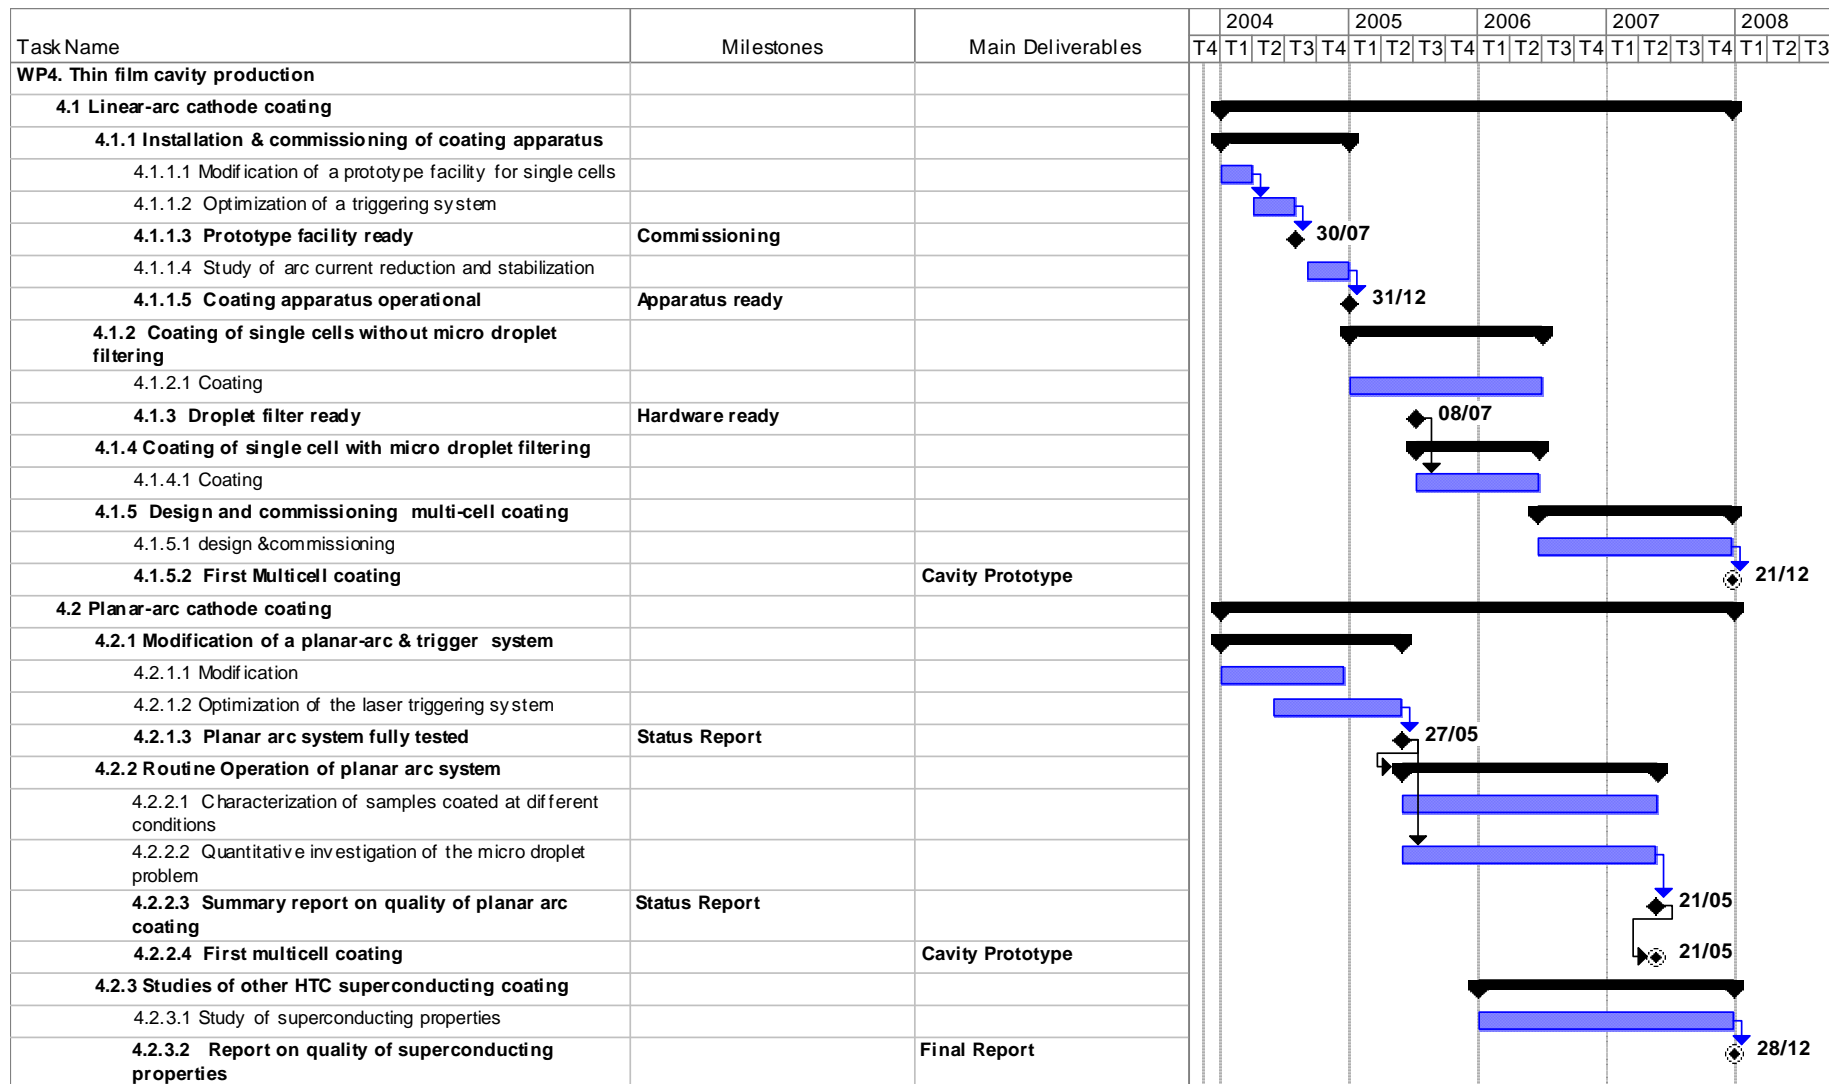 2004 2005 2006 2007 2008
Task Name Milestones Main Deliverables T4 T1 T2 T3 T4 T1 T2 T3 T4 T1 T2 T3 T4 T1 T2 T3 T4 T1 T2 T3
WP4. Thin film cavity production
4.1 Linear-arc cathode coating
4.1.1 Installation & commissioning of coating apparatus
4.1.1.1 Modification of a prototype facility for single cells
4.1.1.2 Optimization of a triggering system
4.1.1.3 Prototype facility ready Commissioning 30/07
4.1.1.4 Study of arc current reduction and stabilization
4.1.1.5 Coating apparatus operational Apparatus ready 31/12
4.1.2 Coating of single cells without micro droplet
filtering
4.1.2.1 Coating
4.1.3 Droplet filter ready Hardware ready 08/07
4.1.4 Coating of single cell with micro droplet filtering
4.1.4.1 Coating
4.1.5 Design and commissioning multi-cell coating
4.1.5.1 design &commissioning
4.1.5.2 First Multicell coating Cavity Prototype 21/12
4.2 Planar-arc cathode coating
4.2.1 Modification of a planar-arc & trigger system
4.2.1.1 Modification
4.2.1.2 Optimization of the laser triggering system
4.2.1.3 Planar arc system fully tested Status Report 27/05
4.2.2 Routine Operation of planar arc system
4.2.2.1 Characterization of samples coated at different
conditions
4.2.2.2 Quantitative investigation of the micro droplet
problem
4.2.2.3 Summary report on quality of planar arc Status Report 21/05
coating
4.2.2.4 First multicell coating Cavity Prototype 21/05
4.2.3 Studies of other HTC superconducting coating
4.2.3.1 Study of superconducting properties
4.2.3.2 Report on quality of superconducting Final Report 28/12
properties